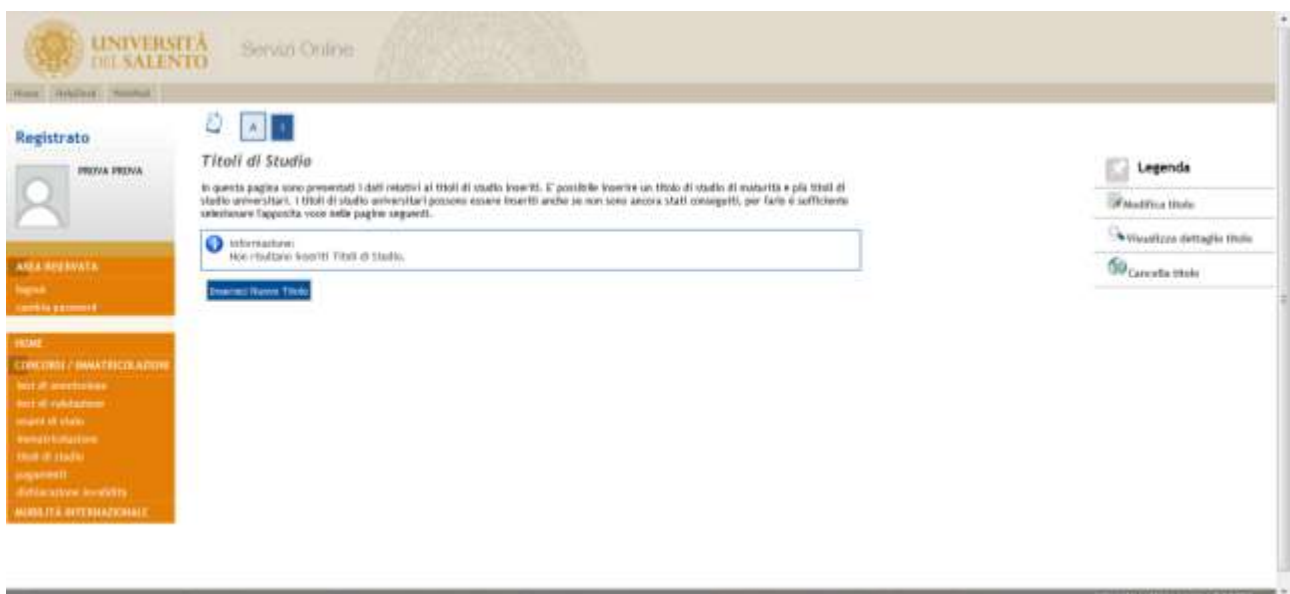 UNIVERSITÀ
DEL SALENTO
Servizi Online
Home HelpDesk WebMail
Registrato
PROVA PROVA
AREA RESERVATA
logout
cambia password
HOME
CONCORSI / IMMATRICOLAZIONI
test di ammissione
test di valutazione
esami di stato
immatricolazione
titoli di studio
pagamenti
dichiarazione invalidità
MOBILITÀ INTERNAZIONALE
A 1
Titoli di Studio
In questa pagina sono presentati i dati relativi ai titoli di studio inseriti. E' possibile inserire un titolo di studio di maturità e più titoli di
studio universitari. I titoli di studio universitari possono essere inseriti anche se non sono ancora stati conseguiti, per farlo è sufficiente
selezionare l'apposita voce nelle pagine seguenti.
Informazione:
Non risultano inseriti Titoli di Studio.
Inserisci Nuovo Titolo
Legenda
Modifica titolo
Visualizza dettaglio titolo
Cancella titolo